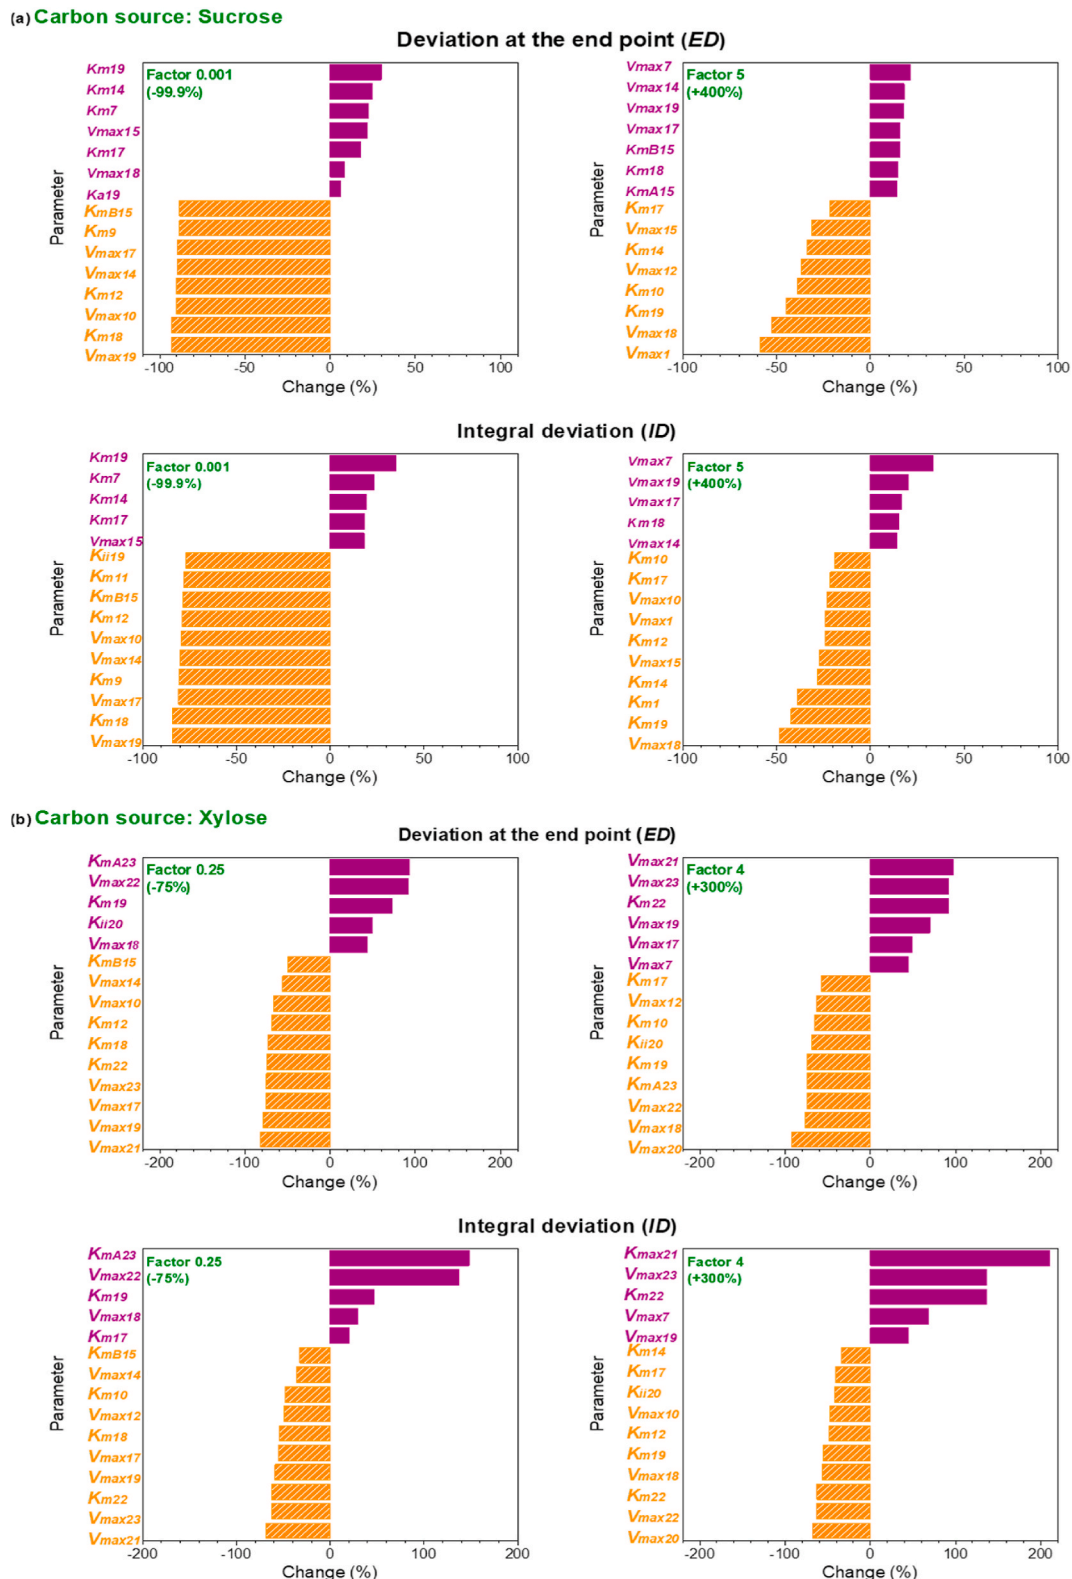 (a) Carbon source: Sucrose
Deviation at the end point (ED)
Parameter
Km19
Km14
Km7
Vmax15
Km17
Vmax18
Ka19
KmB15
Km9
Vmax17
Vmax14
Km12
Vmax10
Km18
Vmax19
Factor 0.001
(-99.9%)
-100 -50 0 50 100
Change (%)
Parameter
Vmax7
Vmax14
Vmax19
Vmax17
KmB15
Km18
KmA15
Km17
Vmax15
Km14
Vmax12
Km10
Km19
Vmax18
Vmax1
Factor 5
(+400%)
-100 -50 0 50 100
Change (%)
Integral deviation (ID)
Parameter
Km19
Km7
Km14
Km17
Vmax15
Kii19
Km11
KmB15
Km12
Vmax10
Vmax14
Km9
Vmax17
Km18
Vmax19
Factor 0.001
(-99.9%)
-100 -50 0 50 100
Change (%)
Parameter
Vmax7
Vmax19
Vmax17
Km18
Vmax14
Km10
Km17
Vmax10
Vmax1
Km12
Vmax15
Km14
Km1
Km19
Vmax18
Factor 5
(+400%)
-100 -50 0 50 100
Change (%)
(b) Carbon source: Xylose
Deviation at the end point (ED)
Parameter
KmA23
Vmax22
Km19
Kii20
Vmax18
KmB15
Vmax14
Vmax10
Km12
Km18
Km22
Vmax23
Vmax17
Vmax19
Vmax21
Factor 0.25
(-75%)
-200 -100 0 100 200
Change (%)
Parameter
Vmax21
Vmax23
Km22
Vmax19
Vmax17
Vmax7
Km17
Vmax12
Km10
Kii20
Km19
KmA23
Vmax22
Vmax18
Vmax20
Factor 4
(+300%)
-200 -100 0 100 200
Change (%)
Integral deviation (ID)
Parameter
KmA23
Vmax22
Km19
Vmax18
Km17
KmB15
Vmax14
Km10
Vmax12
Km18
Vmax17
Vmax19
Km22
Vmax23
Vmax21
Factor 0.25
(-75%)
-200 -100 0 100 200
Change (%)
Parameter
Kmax21
Vmax23
Km22
Vmax7
Vmax19
Km14
Km17
Kii20
Vmax10
Km12
Km19
Vmax18
Km22
Vmax22
Vmax20
Factor 4
(+300%)
-200 -100 0 100 200
Change (%)